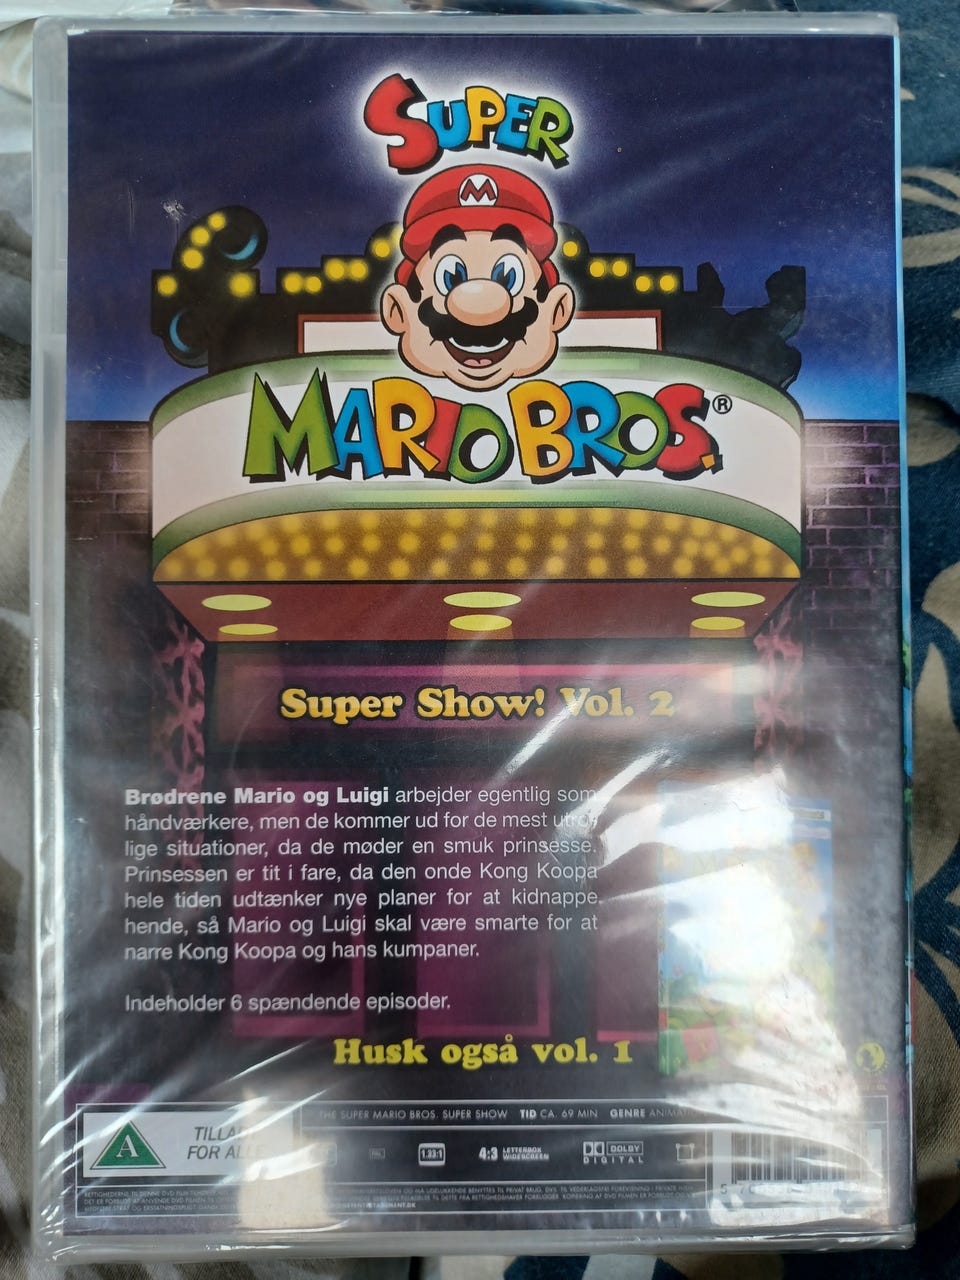 SUPER
M
MARIO BROS.®
Super Show! Vol. 2
Brødrene Mario og Luigi arbejder egentlig som
håndværkere, men de kommer ud for de mest utro-
lige situationer, da de møder en smuk prinsesse.
Prinsessen er tit i fare, da den onde Kong Koopa
hele tiden udtænker nye planer for at kidnappe
hende, så Mario og Luigi skal være smarte for at
narre Kong Koopa og hans kumpaner.
Indeholder 6 spændende episoder.
Husk også vol. 1
THE SUPER MARIO BROS. SUPER SHOW TID CA. 69 MIN GENRE
A
FOR ALLE
1.33:1
4:3 LETTERBOX
WIDESCREEN
DOLBY
DIGITAL